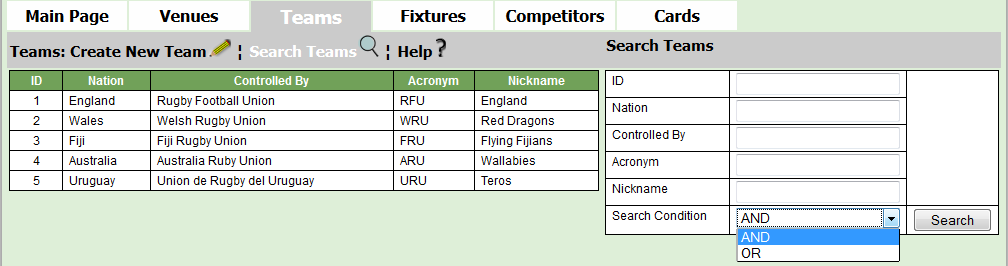 Main Page Venues Teams Fixtures Competitors Cards
Teams: Create New Team ¦ Search Teams ¦ Help ?
ID Nation Controlled By Acronym Nickname
1 England Rugby Football Union RFU England
2 Wales Welsh Rugby Union WRU Red Dragons
3 Fiji Fiji Rugby Union FRU Flying Fijians
4 Australia Australia Ruby Union ARU Wallabies
5 Uruguay Union de Rugby del Uruguay URU Teros
Search Teams
ID
Nation
Controlled By
Acronym
Nickname
Search Condition AND Search
AND
OR